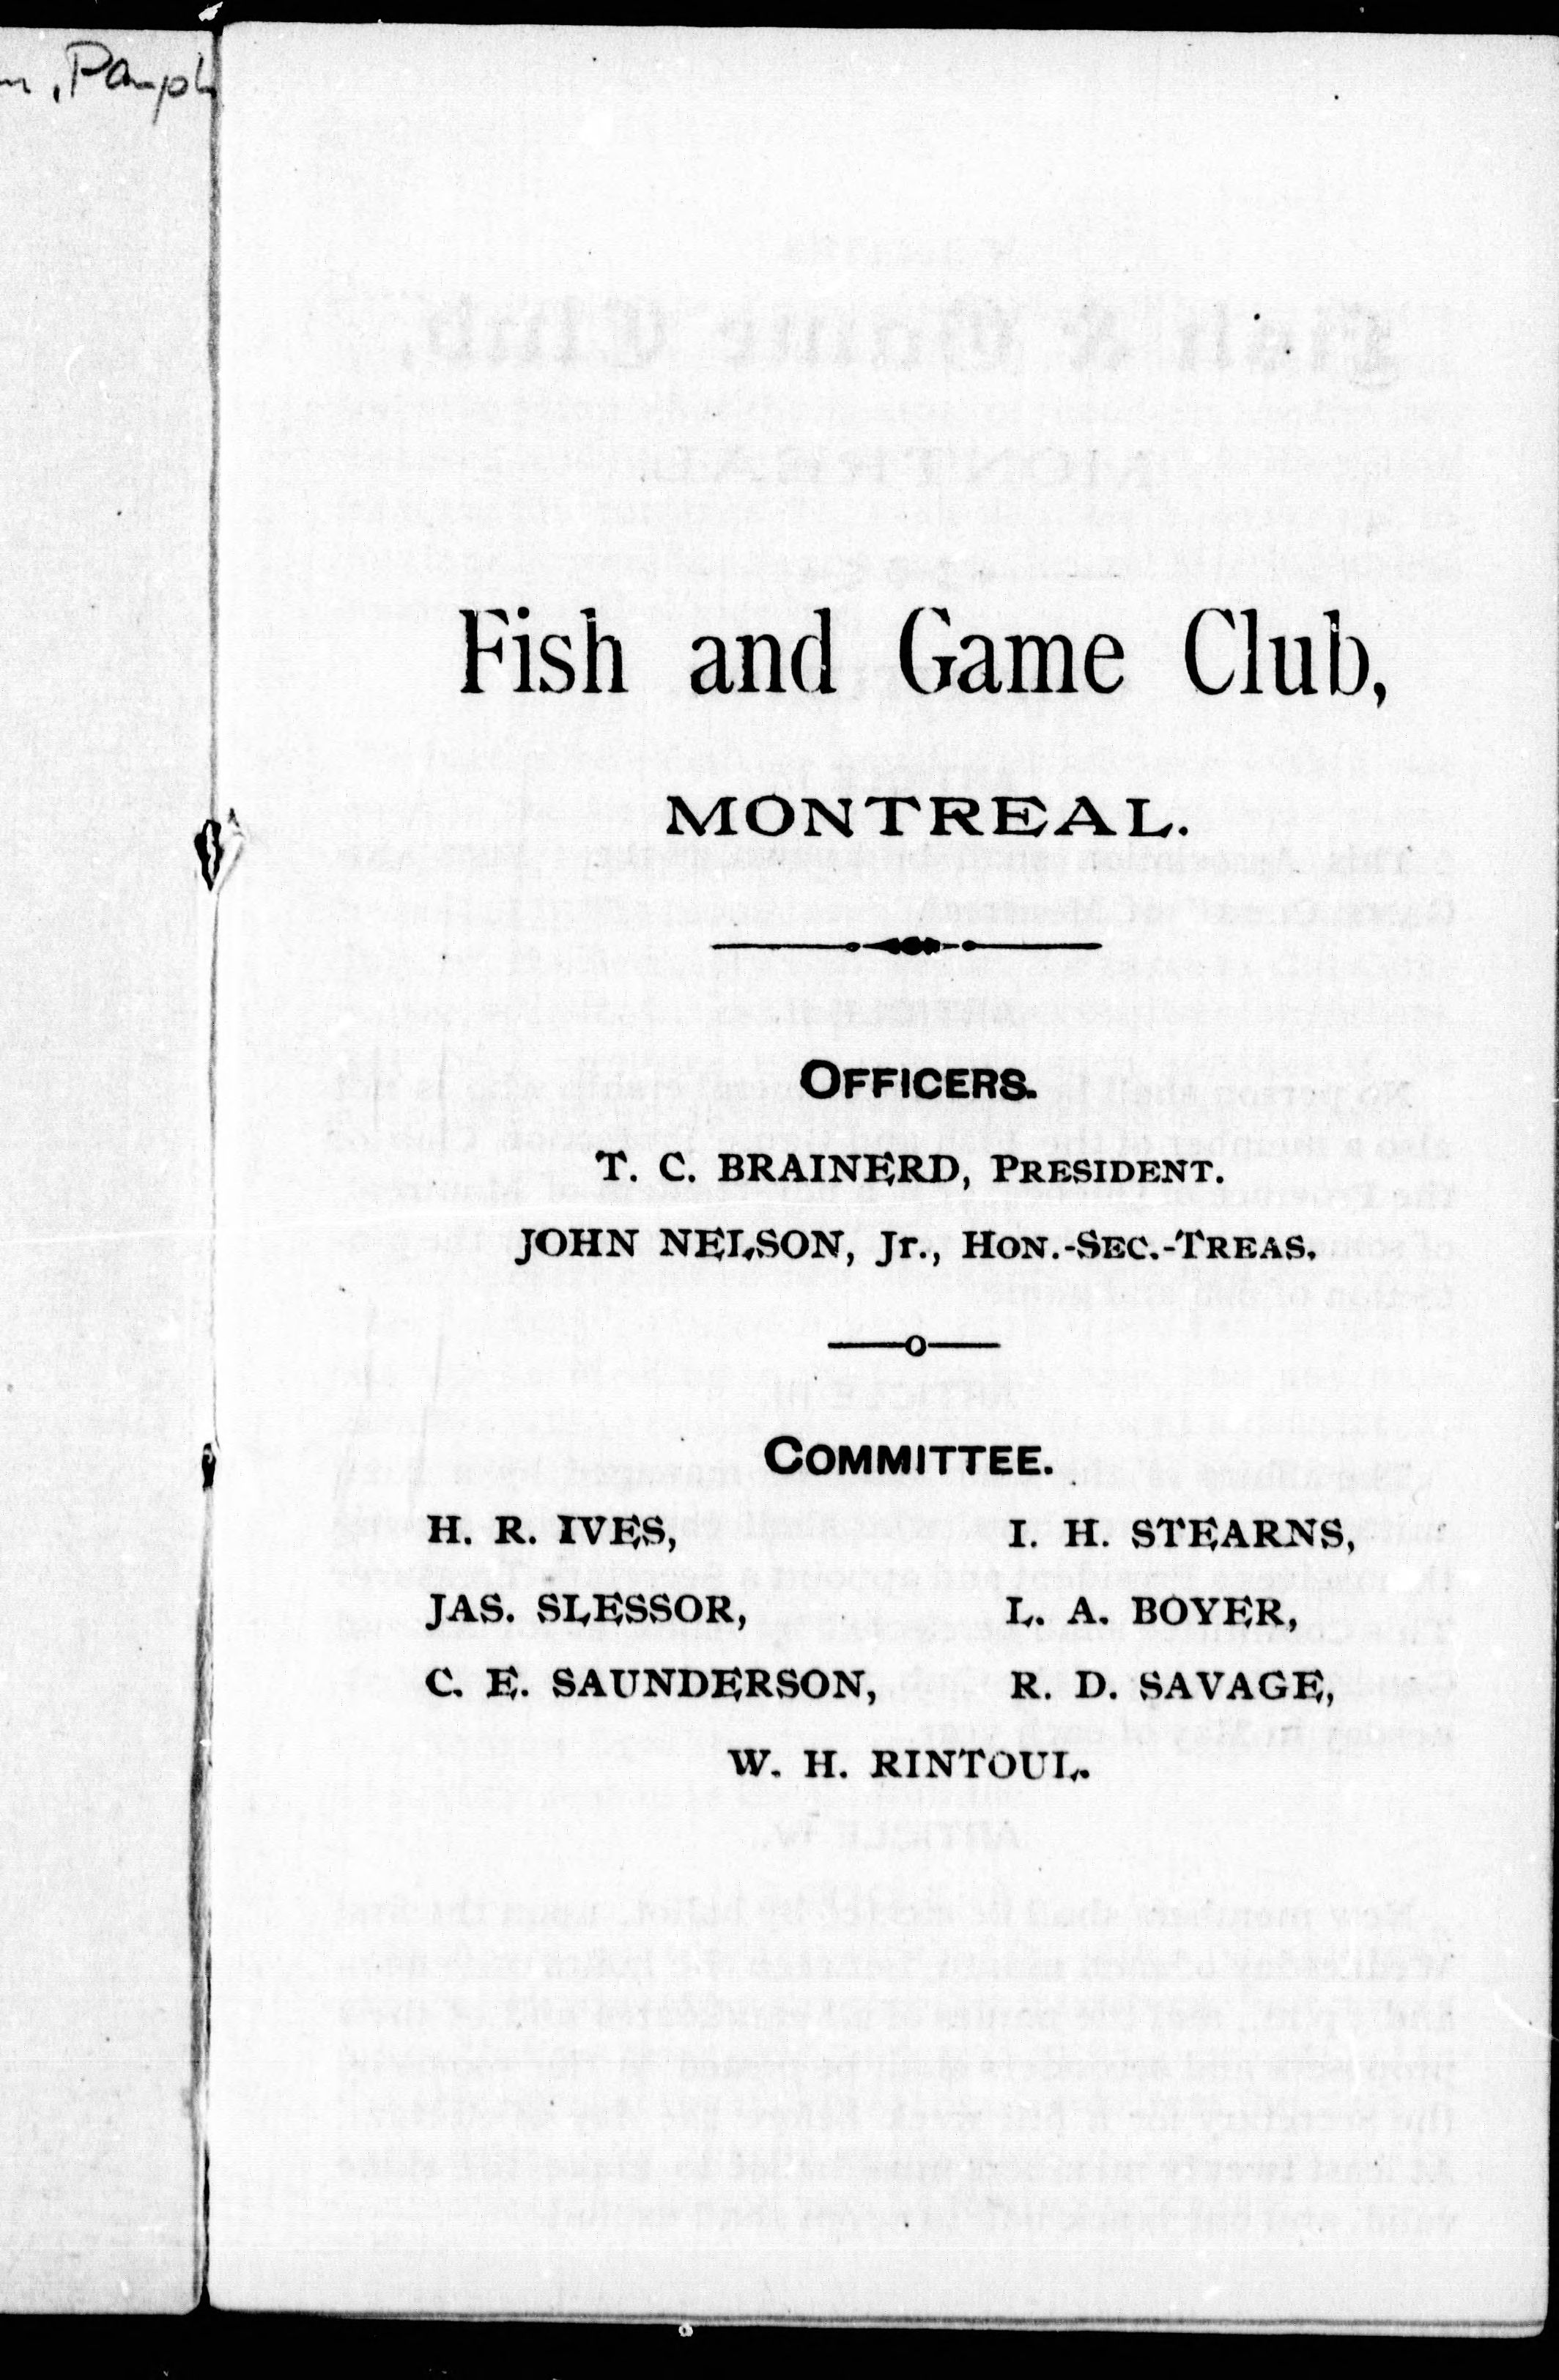 Fish and Game Club,
MONTREAL.
OFFICERS.
T. C. BRAINERD, PRESIDENT.
JOHN NELSON, Jr., HON.-SEC.-TREAS.
COMMITTEE.
H. R. IVES, I. H. STEARNS,
JAS. SLESSOR, L. A. BOYER,
C. E. SAUNDERSON, R. D. SAVAGE,
W. H. RINTOUL.